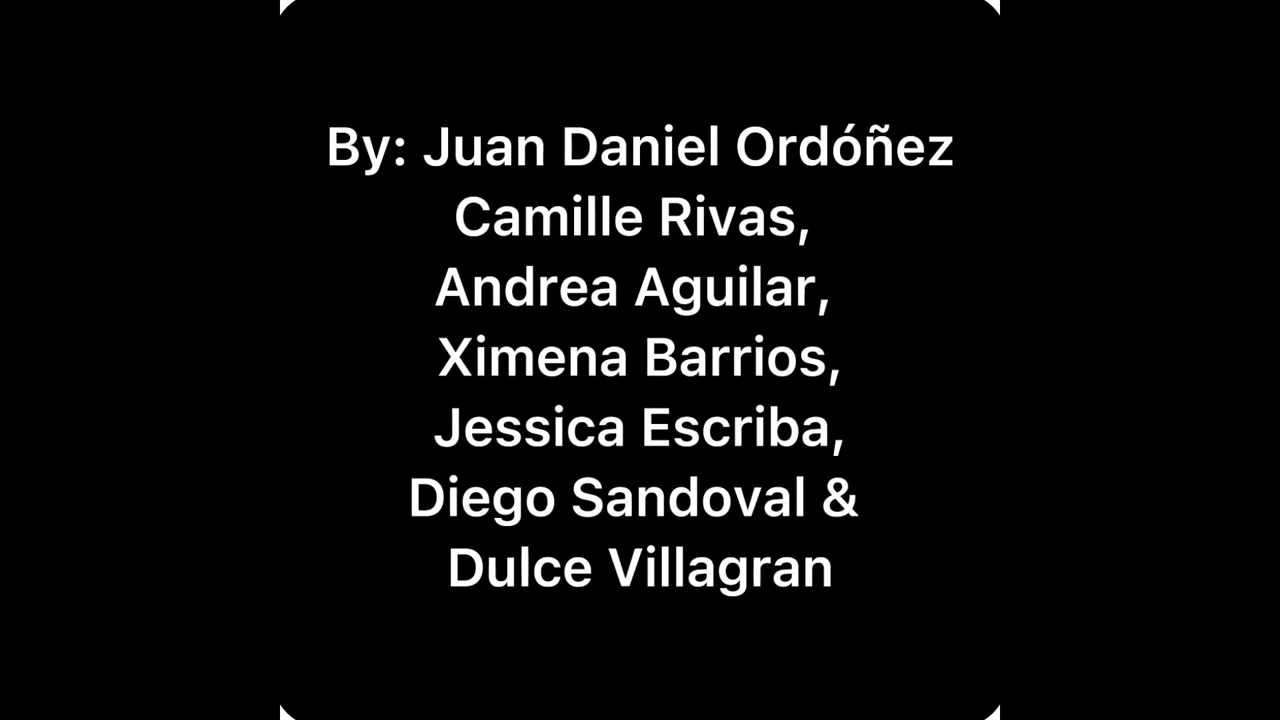 By: Juan Daniel Ordóñez
Camille Rivas,
Andrea Aguilar,
Ximena Barrios,
Jessica Escriba,
Diego Sandoval &
Dulce Villagran